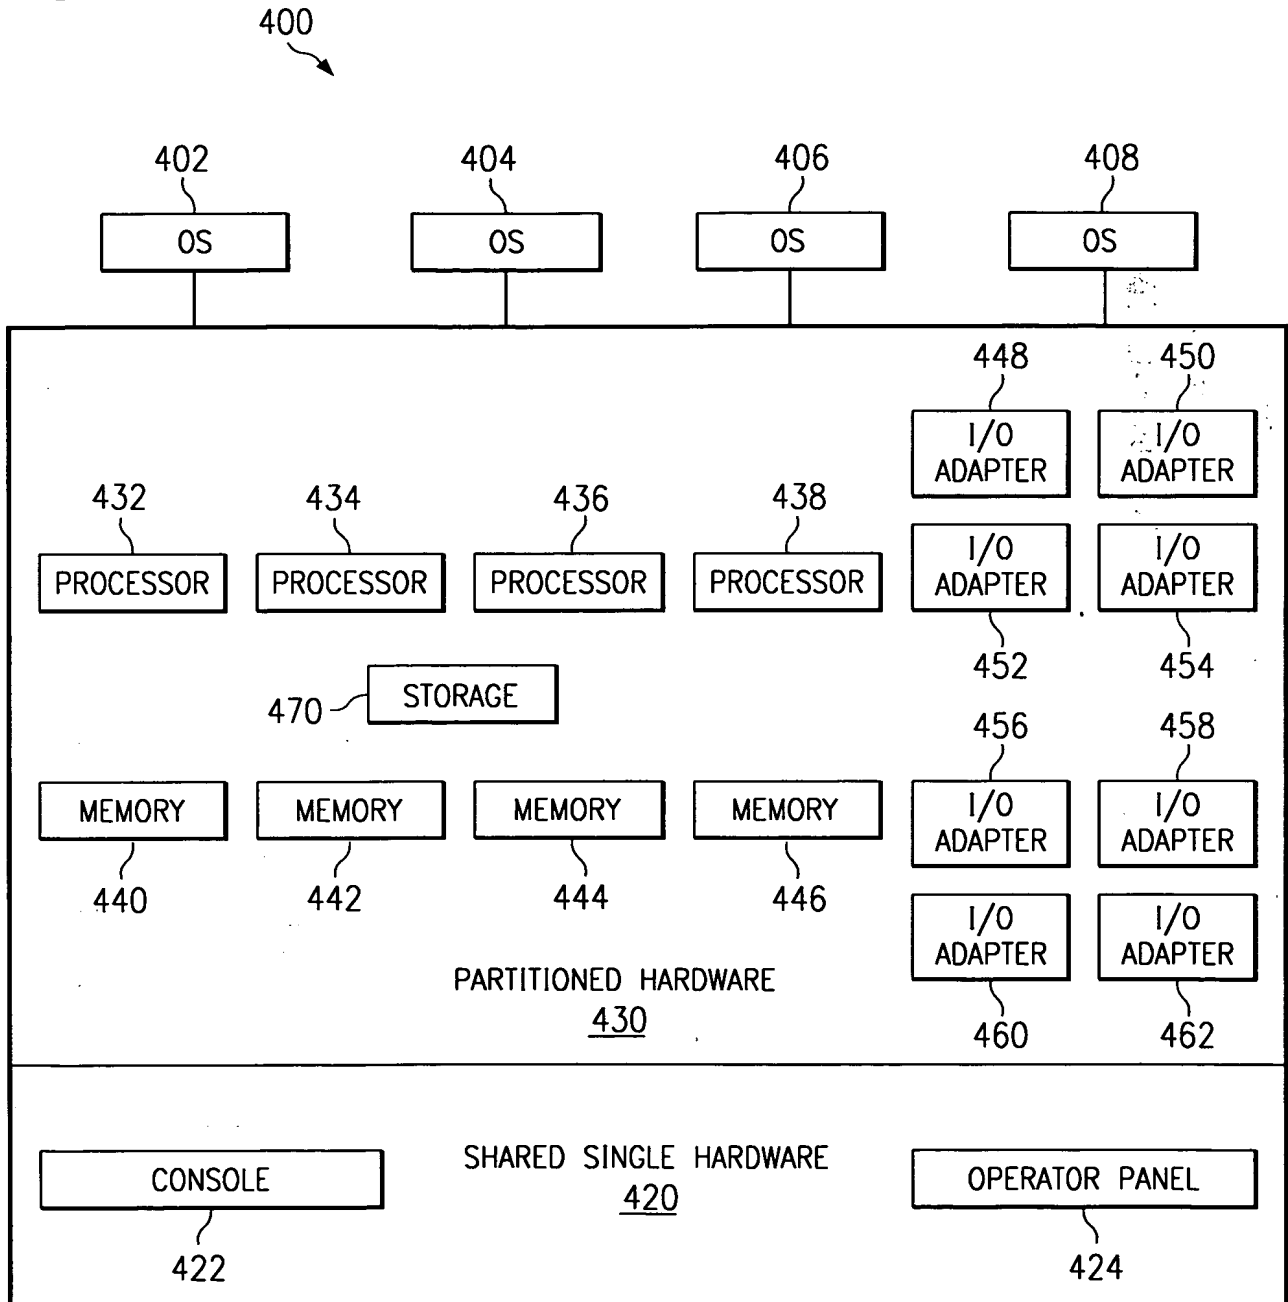 400
402 404 406 408
OS OS OS OS
448 450
I/O ADAPTER I/O ADAPTER
432 434 436 438
PROCESSOR PROCESSOR PROCESSOR PROCESSOR
I/O ADAPTER I/O ADAPTER
452 454
470 STORAGE
456 458
MEMORY MEMORY MEMORY MEMORY
I/O ADAPTER I/O ADAPTER
440 442 444 446
I/O ADAPTER I/O ADAPTER
PARTITIONED HARDWARE
430
460 462
SHARED SINGLE HARDWARE
420
CONSOLE
OPERATOR PANEL
422 424